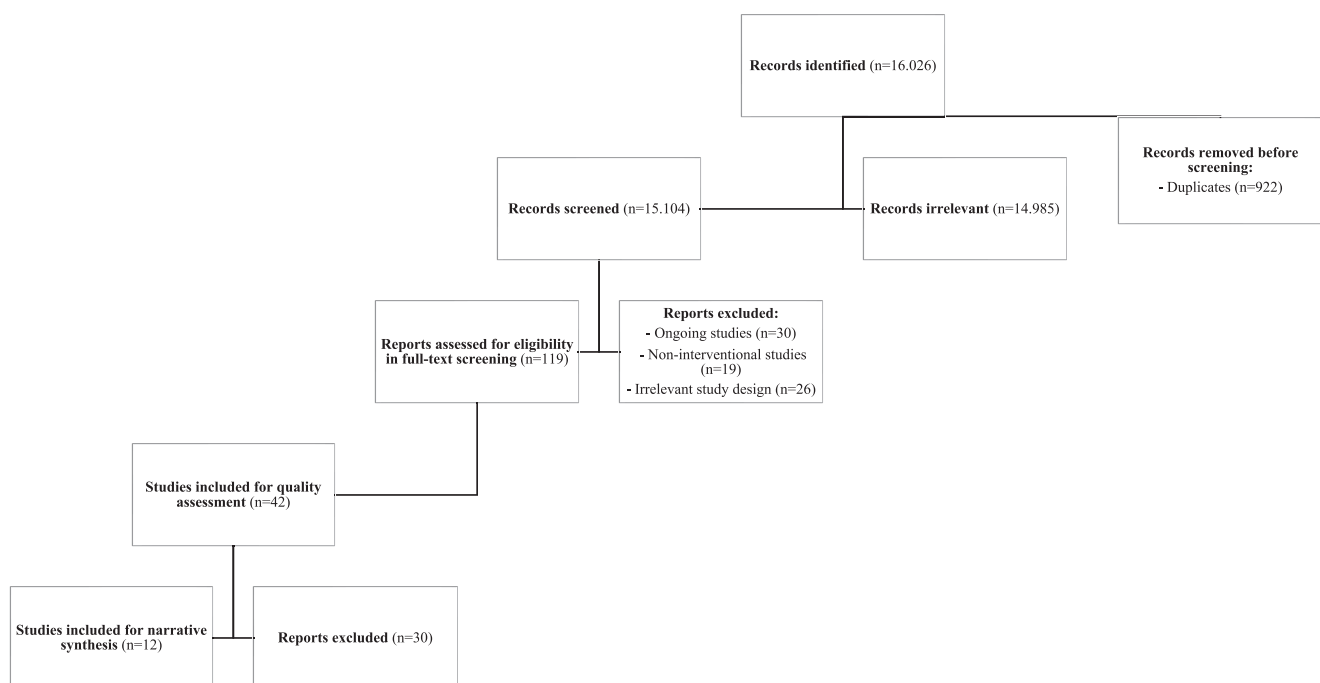 Records identified (n=16.026)
Records removed before
screening:
- Duplicates (n=922)
Records screened (n=15.104)
Records irrelevant (n=14.985)
Reports assessed for eligibility
in full-text screening (n=119)
Reports excluded:
- Ongoing studies (n=30)
- Non-interventional studies
(n=19)
- Irrelevant study design (n=26)
Studies included for quality
assessment (n=42)
Studies included for narrative
synthesis (n=12)
Reports excluded (n=30)